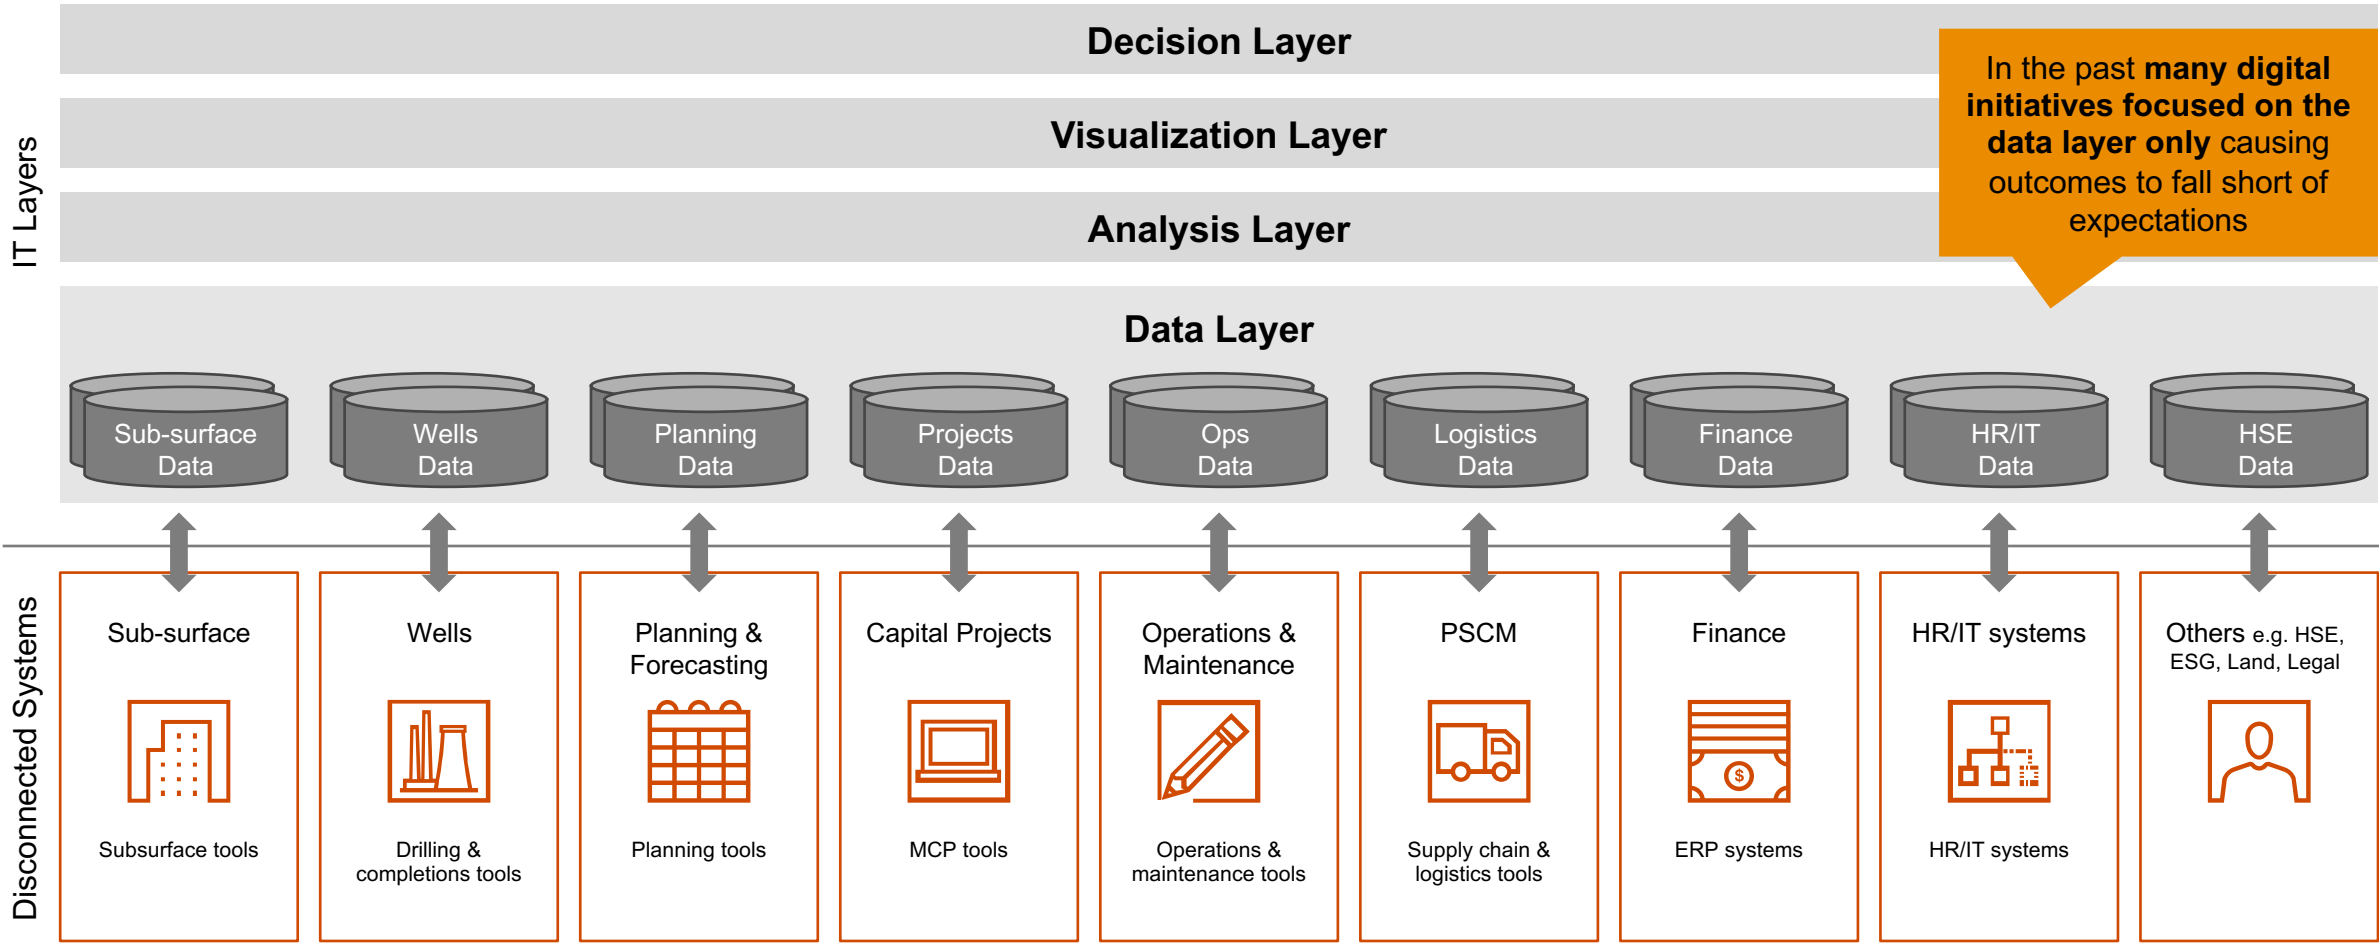 IT Layers
Decision Layer
Visualization Layer
Analysis Layer
In the past many digital
initiatives focused on the
data layer only causing
outcomes to fall short of
expectations
Data Layer
Sub-surface
Data
Wells
Data
Planning
Data
Projects
Data
Ops
Data
Logistics
Data
Finance
Data
HR/IT
Data
HSE
Data
Disconnected Systems
Sub-surface
Subsurface tools
Wells
Drilling &
completions tools
Planning &
Forecasting
Planning tools
Capital Projects
MCP tools
Operations &
Maintenance
Operations &
maintenance tools
PSCM
Supply chain &
logistics tools
Finance
$
ERP systems
HR/IT systems
HR/IT systems
Others e.g. HSE,
ESG, Land, Legal